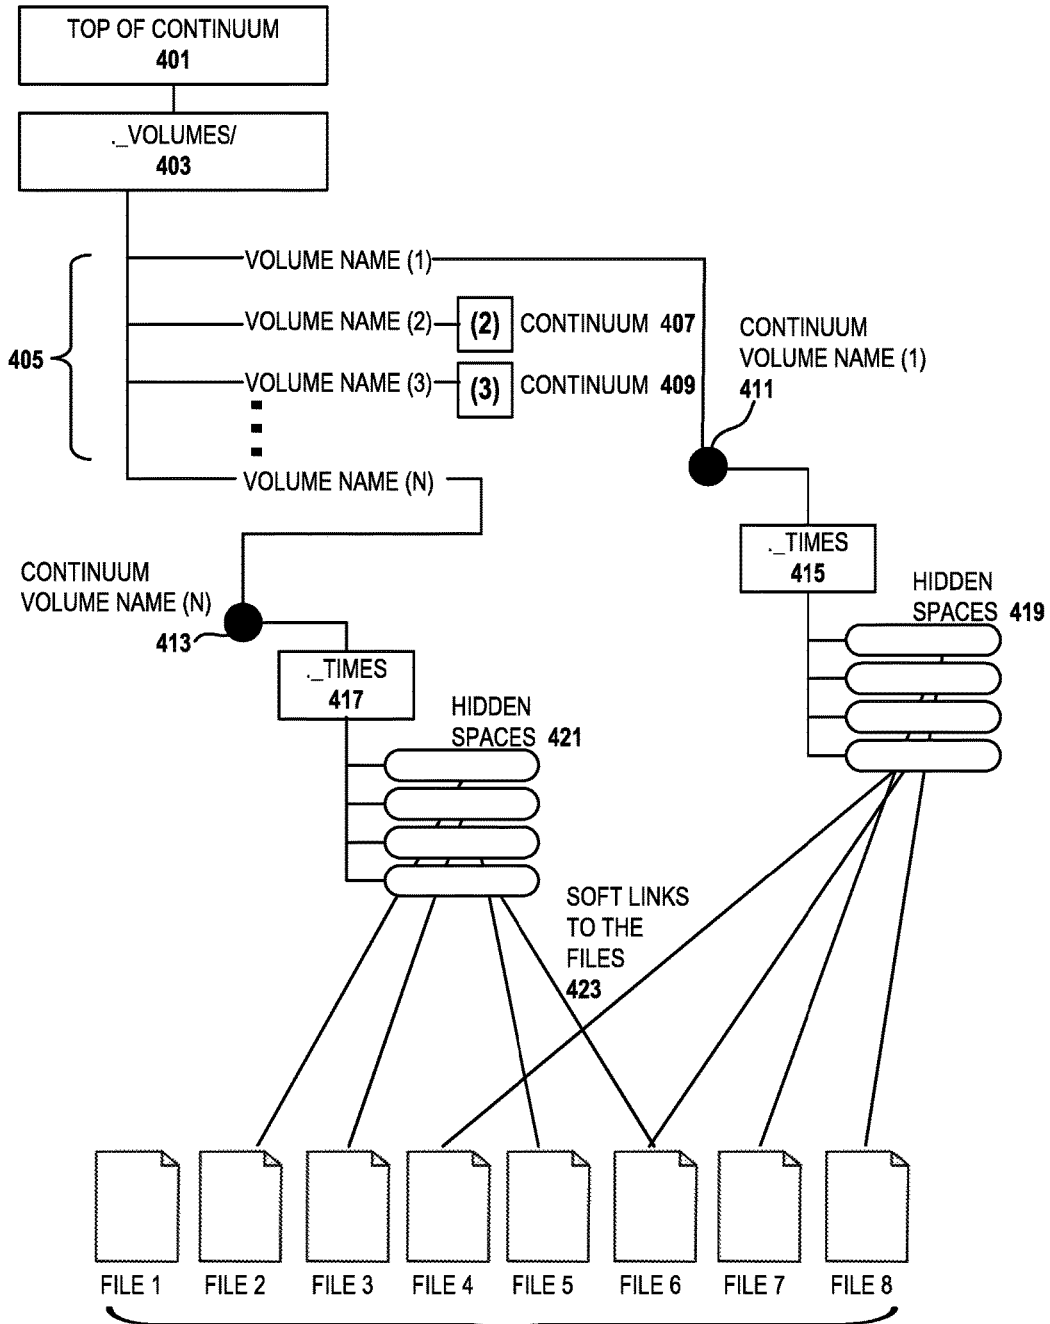 TOP OF CONTINUUM
401
._VOLUMES/
403
405
VOLUME NAME (1)
VOLUME NAME (2)
(2)
CONTINUUM 407
VOLUME NAME (3)
(3)
CONTINUUM 409
VOLUME NAME (N)
CONTINUUM
VOLUME NAME (1)
411
._TIMES
415
HIDDEN
SPACES 419
CONTINUUM
VOLUME NAME (N)
413
._TIMES
417
HIDDEN
SPACES 421
SOFT LINKS
TO THE
FILES
423
FILE 1
FILE 2
FILE 3
FILE 4
FILE 5
FILE 6
FILE 7
FILE 8